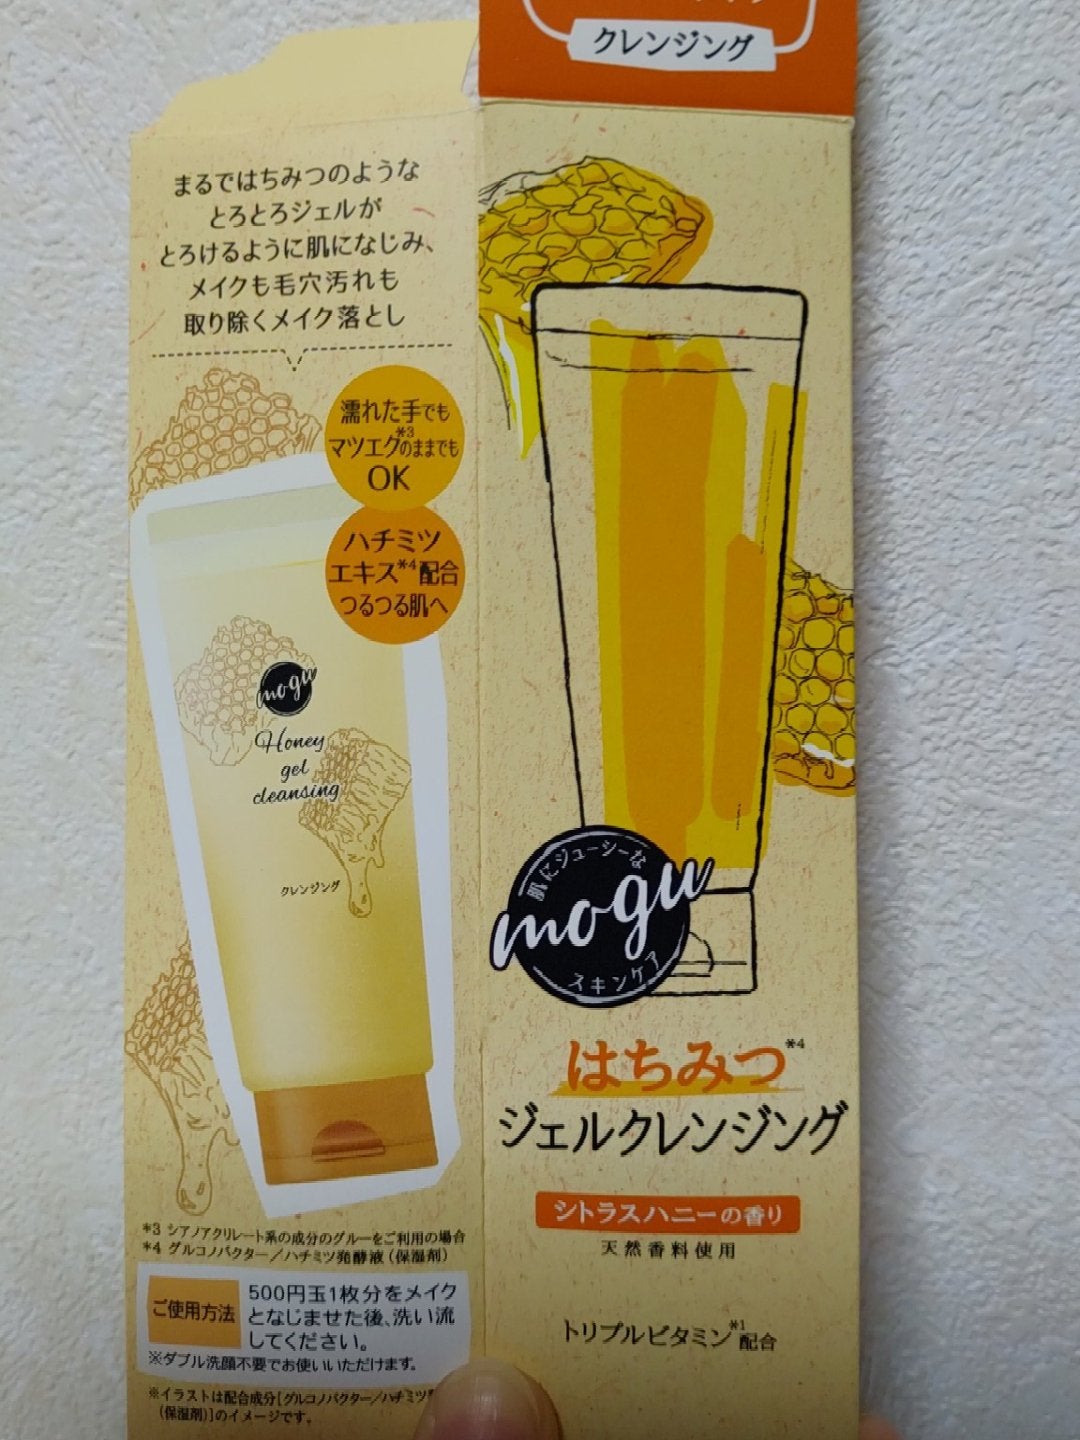 クレンジング
まるではちみつのような
とろとろジェルが
とろけるように肌になじみ、
メイクも毛穴汚れも
取り除くメイク落とし
濡れた手でも
マツエク*3のままでも
OK
ハチミツ
エキス*4配合
つるつる肌へ
mogu
Honey
gel
cleansing
クレンジング
*3 シアノアクリレート系の成分のグルーをご利用の場合
*4 グルコノバクター/ハチミツ発酵液(保湿剤)
ご使用方法
500円玉1枚分をメイク
となじませた後、洗い流
してください。
※ダブル洗顔不要でお使いいただけます。
※イラストは配合成分[グルコノバクター/ハチミツ
(保湿剤)]のイメージです。
肌にジューシーな
mogu
スキンケア
はちみつ*4
ジェルクレンジング
シトラスハニーの香り
天然香料使用
トリプルビタミン*1配合